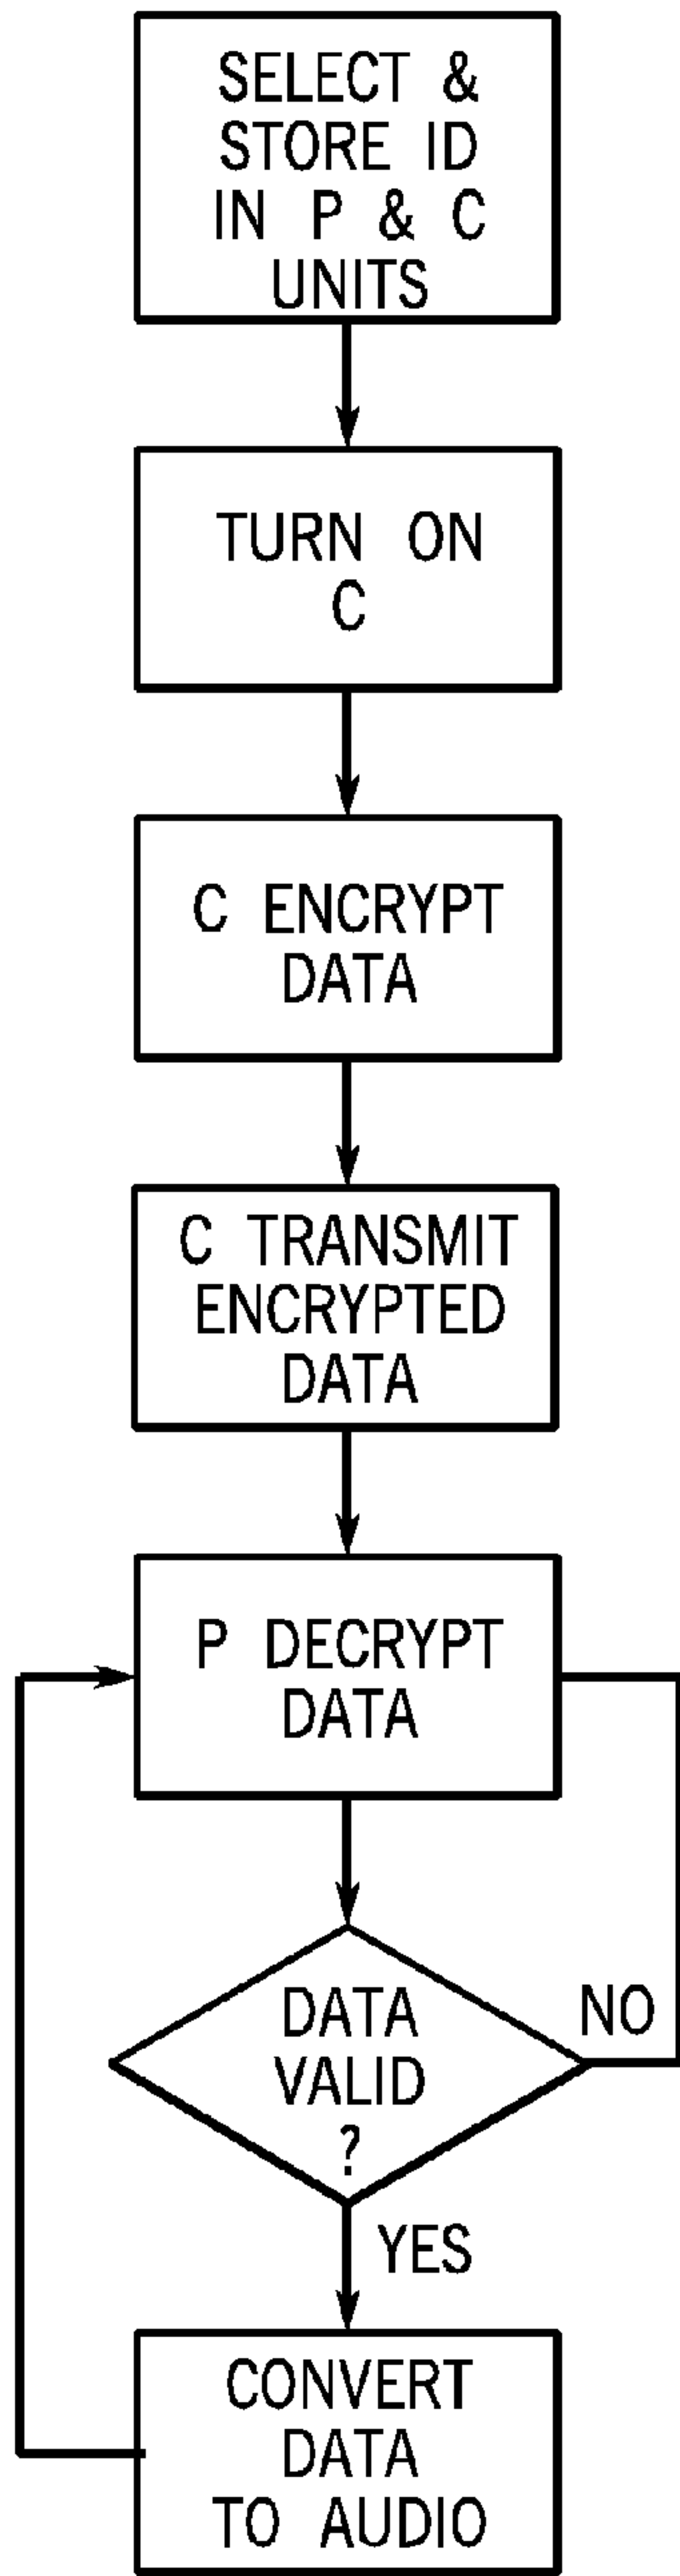 SELECT &
STORE ID
IN P & C
UNITS
TURN ON
C
C ENCRYPT
DATA
C TRANSMIT
ENCRYPTED
DATA
P DECRYPT
DATA
DATA
VALID
?
NO
YES
CONVERT
DATA
TO AUDIO